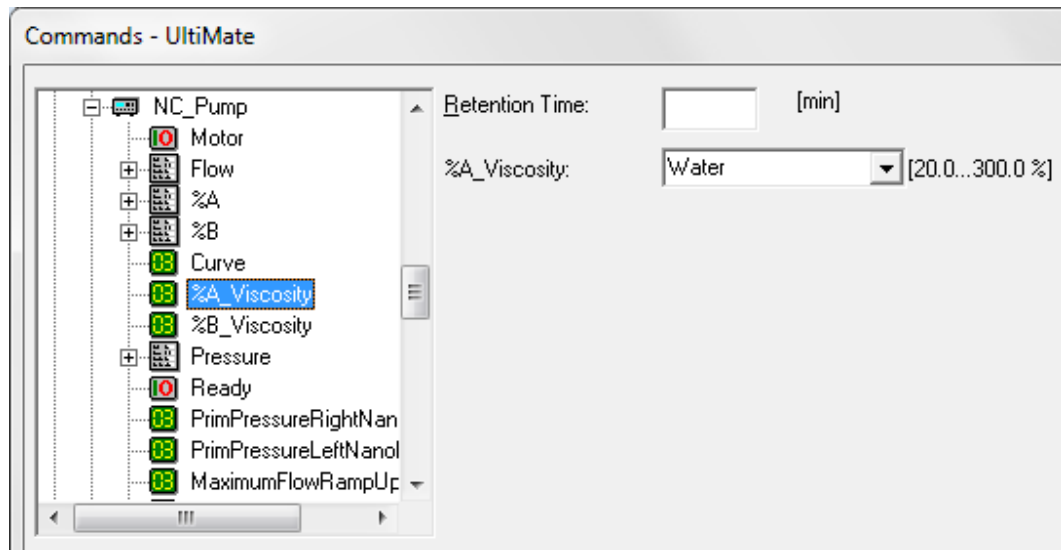 Commands - UltiMate
NC_Pump
Motor
Flow
%A
%B
Curve
%A_Viscosity
%B_Viscosity
Pressure
Ready
PrimPressureRightNan
PrimPressureLeftNanol
MaximumFlowRampUp
Retention Time: [min]
%A_Viscosity: Water [20.0...300.0 %]